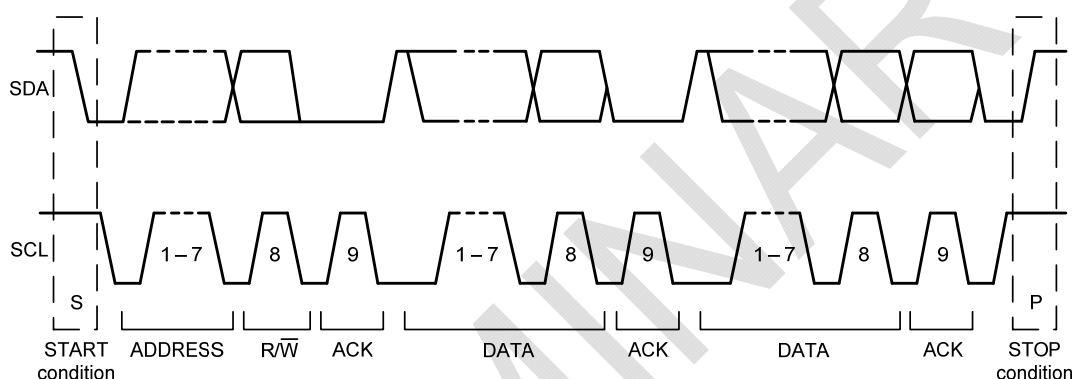 SDA
SCL
1 – 7
8
9
1 – 7
8
9
1 – 7
8
9
S
P
START
condition
ADDRESS
R/W̅
ACK
DATA
ACK
DATA
ACK
STOP
condition
MINAR